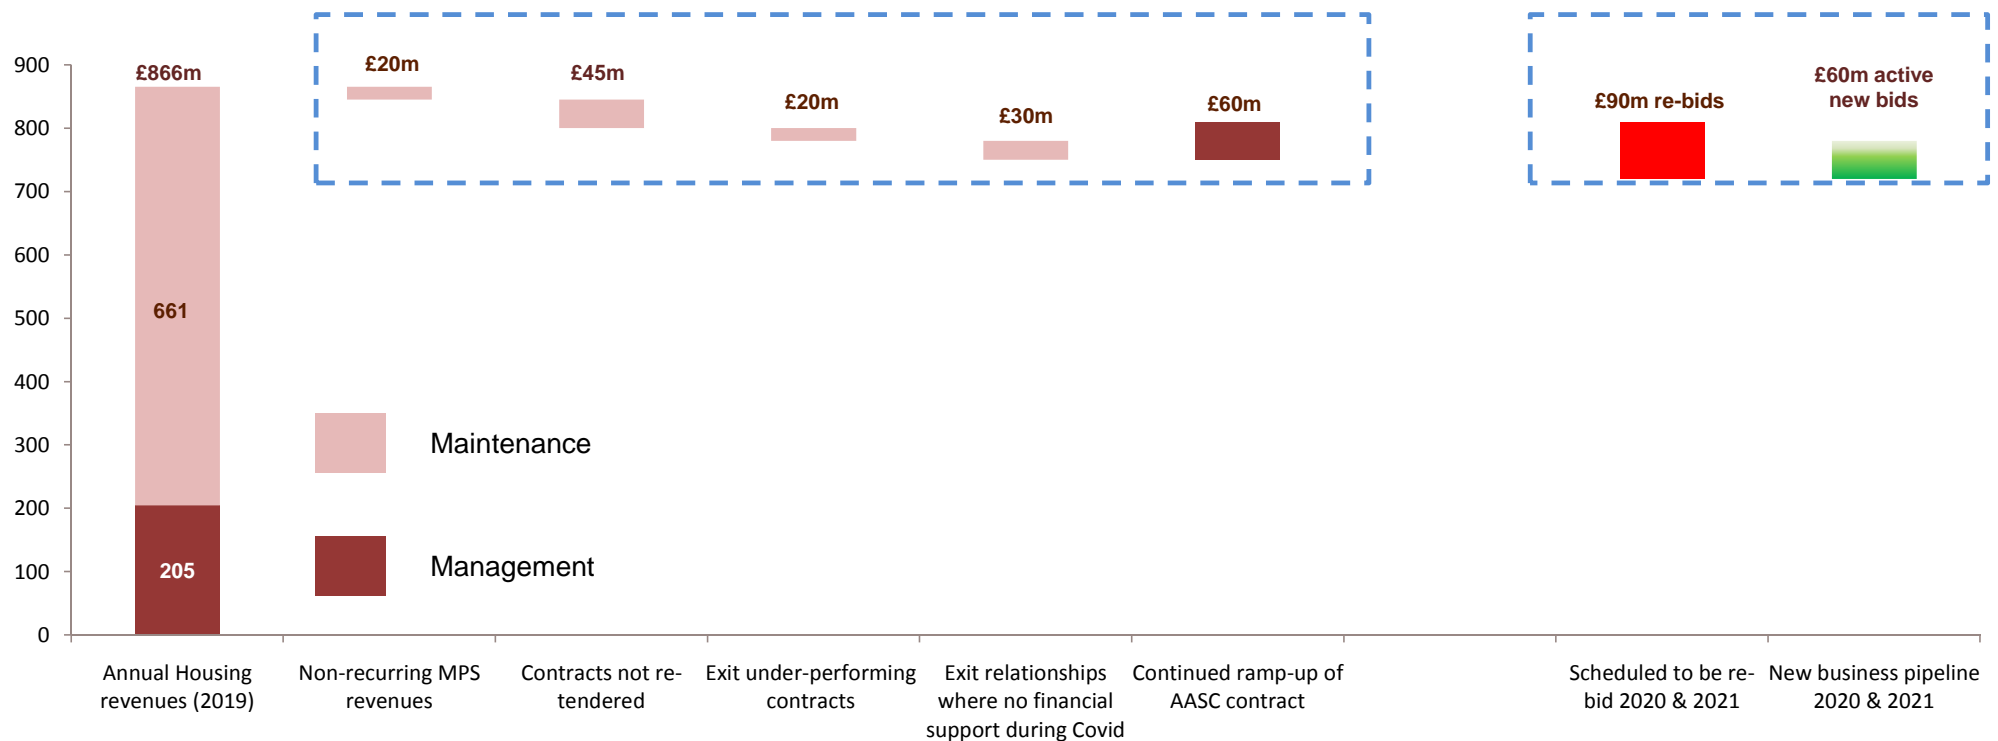 900
800
700
600
500
400
300
200
100
0
£866m
661
205
£20m
£45m
£20m
£30m
£60m
£90m re-bids
£60m active
new bids
Maintenance
Management
Annual Housing
revenues (2019)
Non-recurring MPS
revenues
Contracts not re-
tendered
Exit under-performing
contracts
Exit relationships
where no financial
support during Covid
Continued ramp-up of
AASC contract
Scheduled to be re-
bid 2020 & 2021
New business pipeline
2020 & 2021